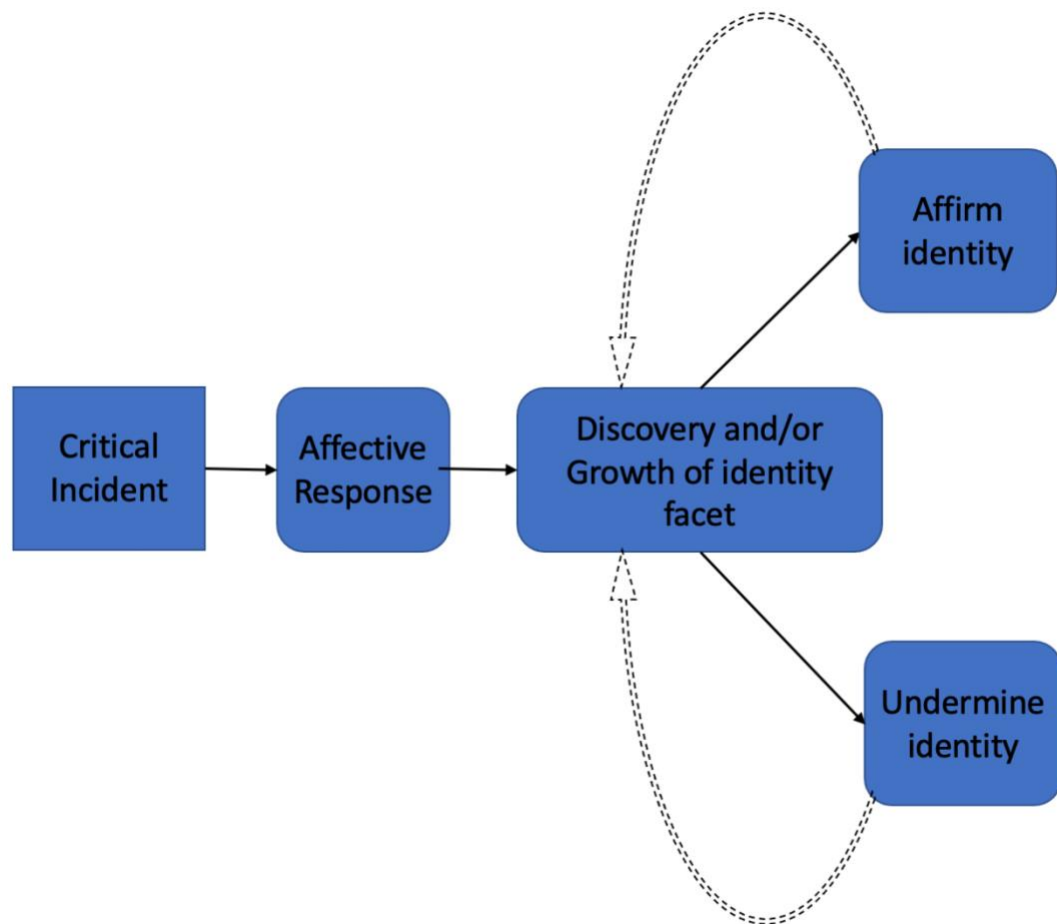 Affirm
identity
Critical
Incident
Affective
Response
Discovery and/or
Growth of identity
facet
Undermine
identity